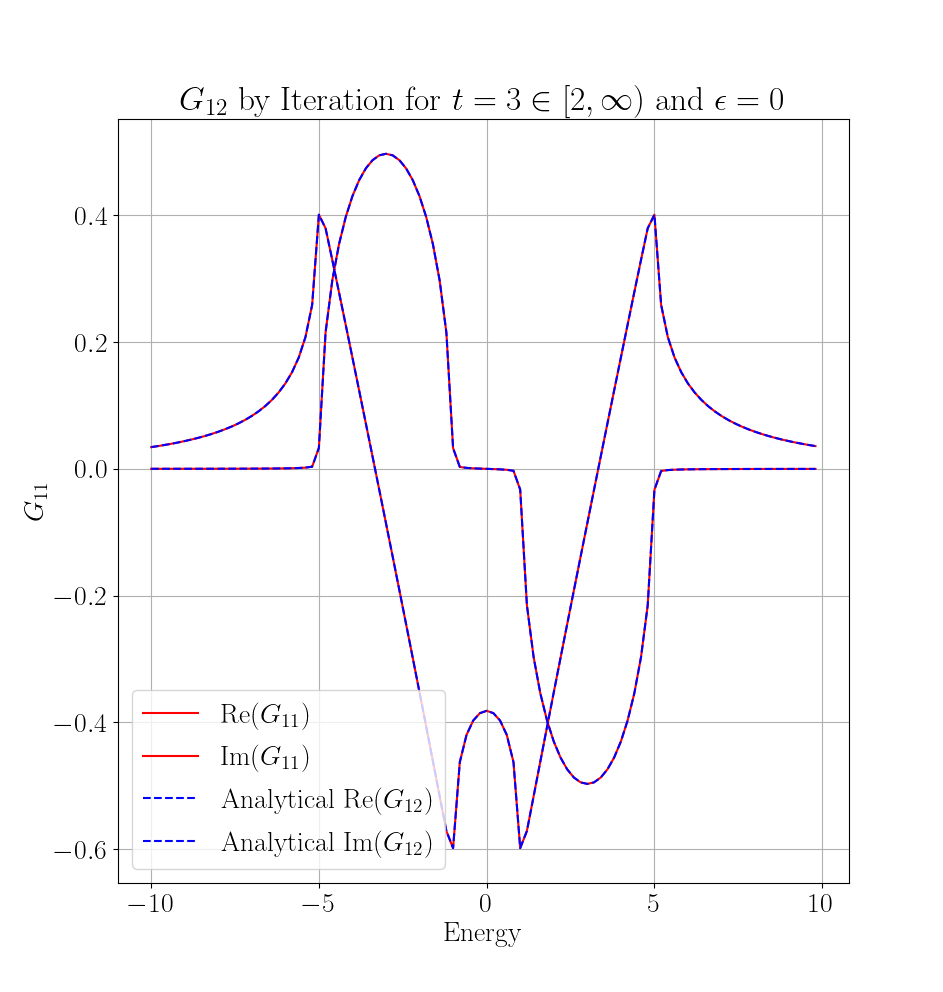 G₁₂ by Iteration for t = 3 ∈ [2, ∞) and ϵ = 0
G₁₁
0.4
0.2
0.0
−0.2
−0.4
−0.6
Re(G₁₁)
Im(G₁₁)
Analytical Re(G₁₂)
Analytical Im(G₁₂)
−10 −5 0 5 10
Energy